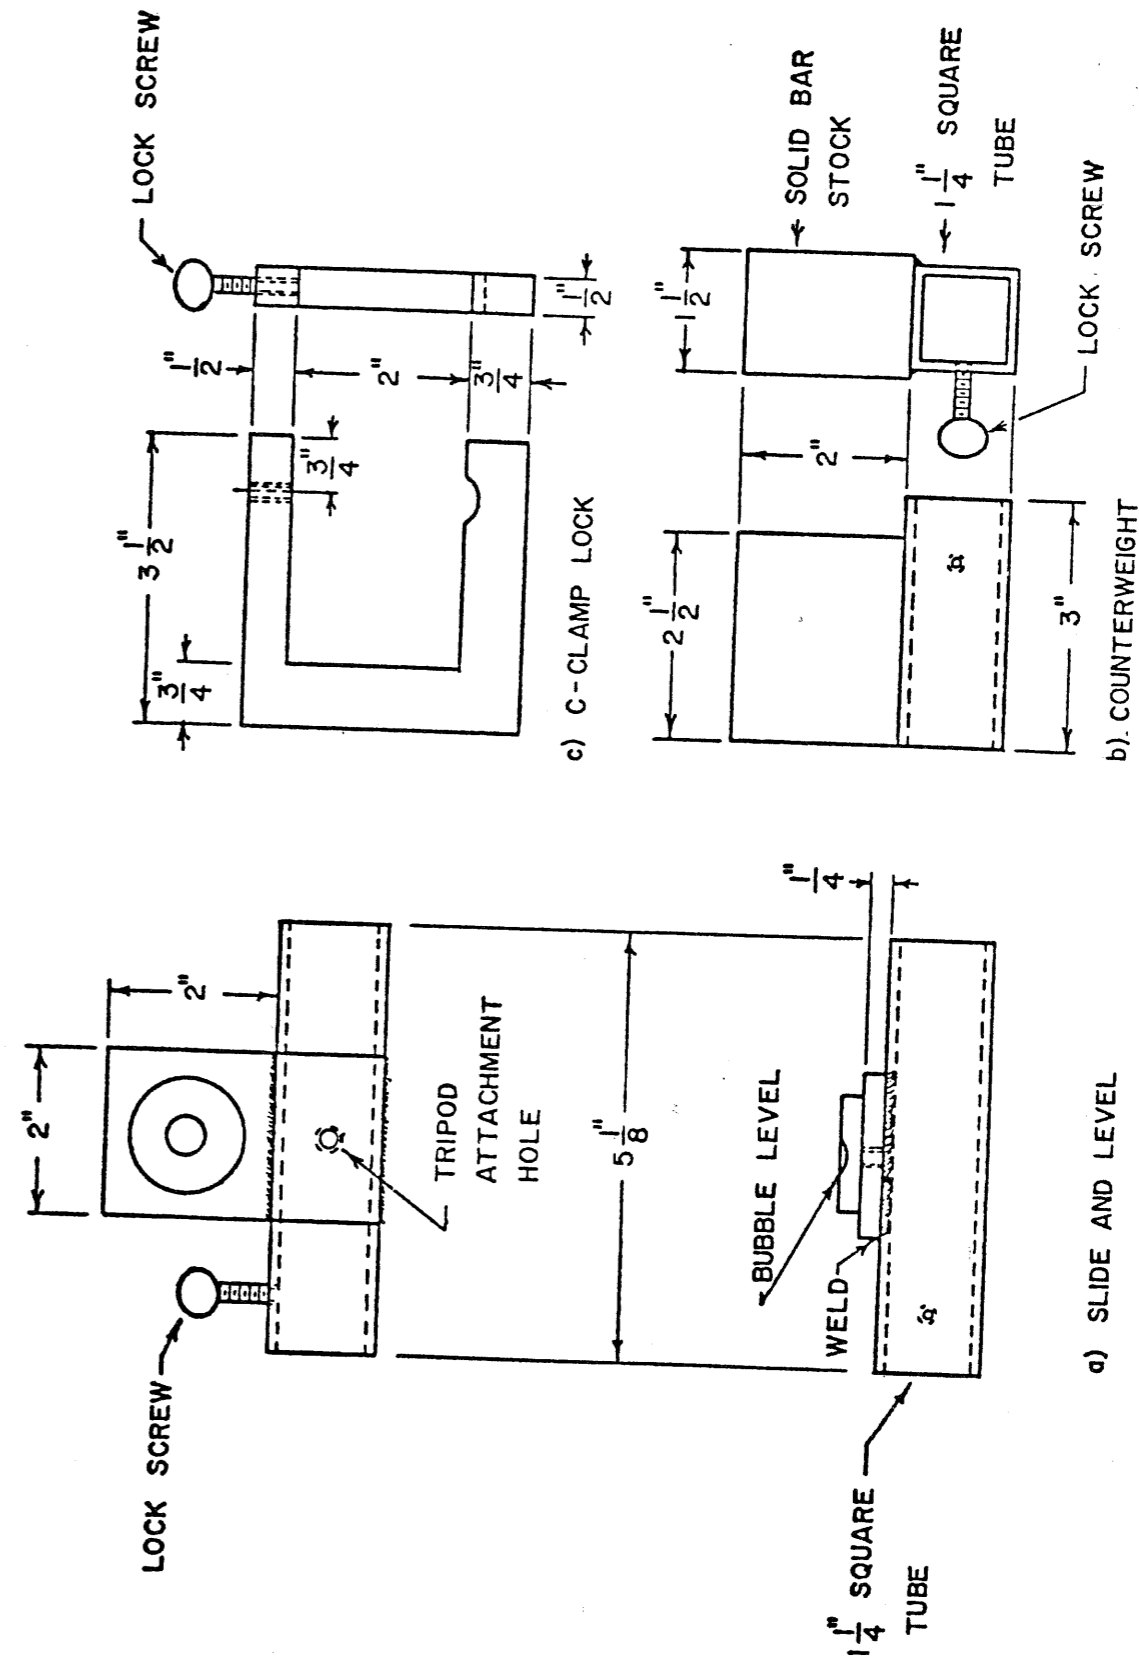 LOCK SCREW
2"
2"
TRIPOD
ATTACHMENT
HOLE
5 1/8"
BUBBLE LEVEL
WELD
1/4"
1 1/4" SQUARE
TUBE
a) SLIDE AND LEVEL
LOCK SCREW
3 1/2"
3/4"
3/4"
1/2"
2"
3/4"
1/2"
c) C-CLAMP LOCK
2 1/2"
2"
1 1/2"
SOLID BAR
STOCK
1 1/4" SQUARE
TUBE
LOCK SCREW
3"
b). COUNTERWEIGHT